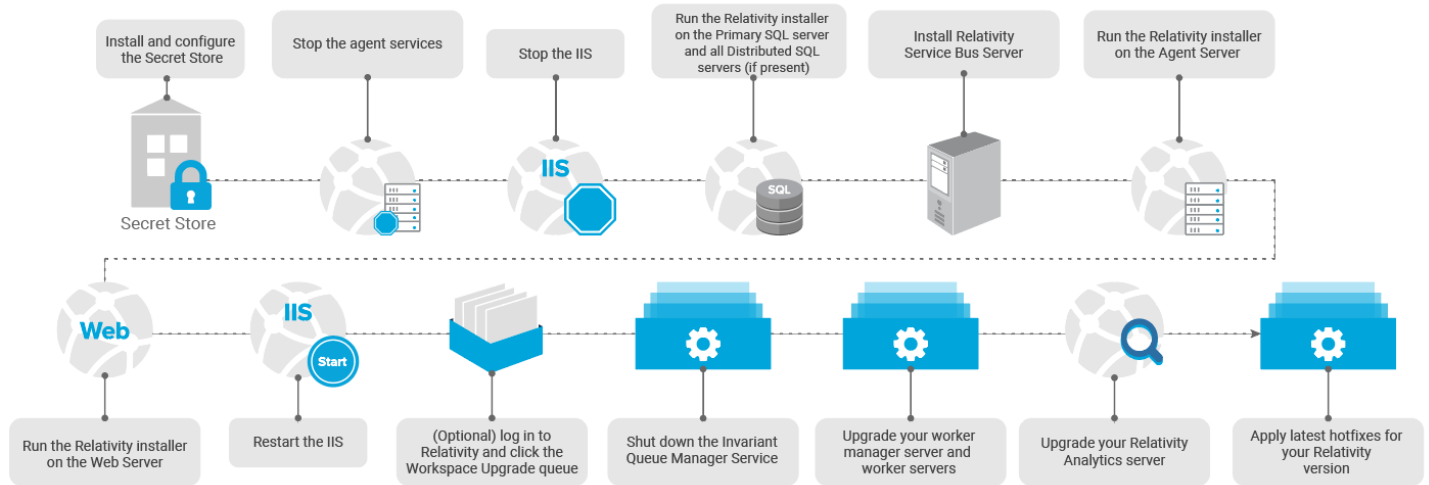 Install and configure
the Secret Store
Stop the agent services
Stop the IIS
Run the Relativity installer
on the Primary SQL server
and all Distributed SQL
servers (if present)
Install Relativity
Service Bus Server
Run the Relativity installer
on the Agent Server
IIS
SQL
Secret Store
Web
IIS
Start
Run the Relativity installer
on the Web Server
Restart the IIS
(Optional) log in to
Relativity and click the
Workspace Upgrade queue
Shut down the Invariant
Queue Manager Service
Upgrade your worker
manager server and
worker servers
Upgrade your Relativity
Analytics server
Apply latest hotfixes for
your Relativity
version